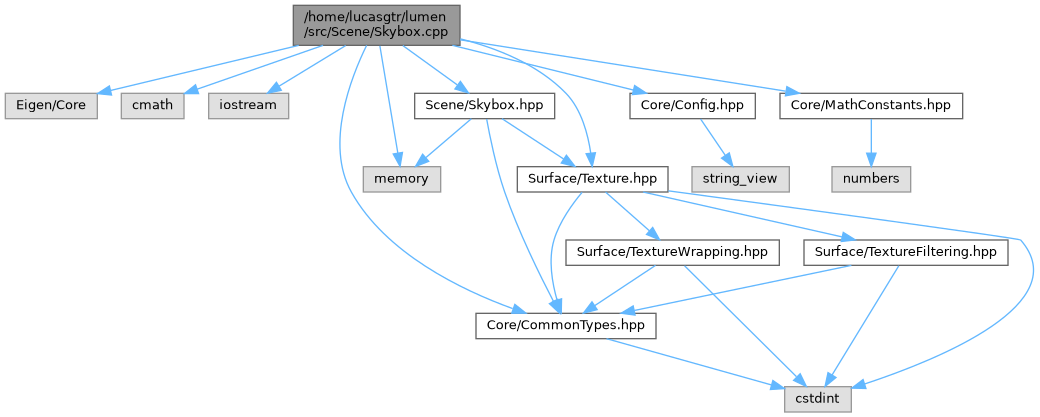 /home/lucasgtr/lumen
/src/Scene/Skybox.cpp
Eigen/Core
cmath
iostream
Scene/Skybox.hpp
Core/Config.hpp
Core/MathConstants.hpp
memory
Surface/Texture.hpp
string_view
numbers
Surface/TextureWrapping.hpp
Surface/TextureFiltering.hpp
Core/CommonTypes.hpp
cstdint